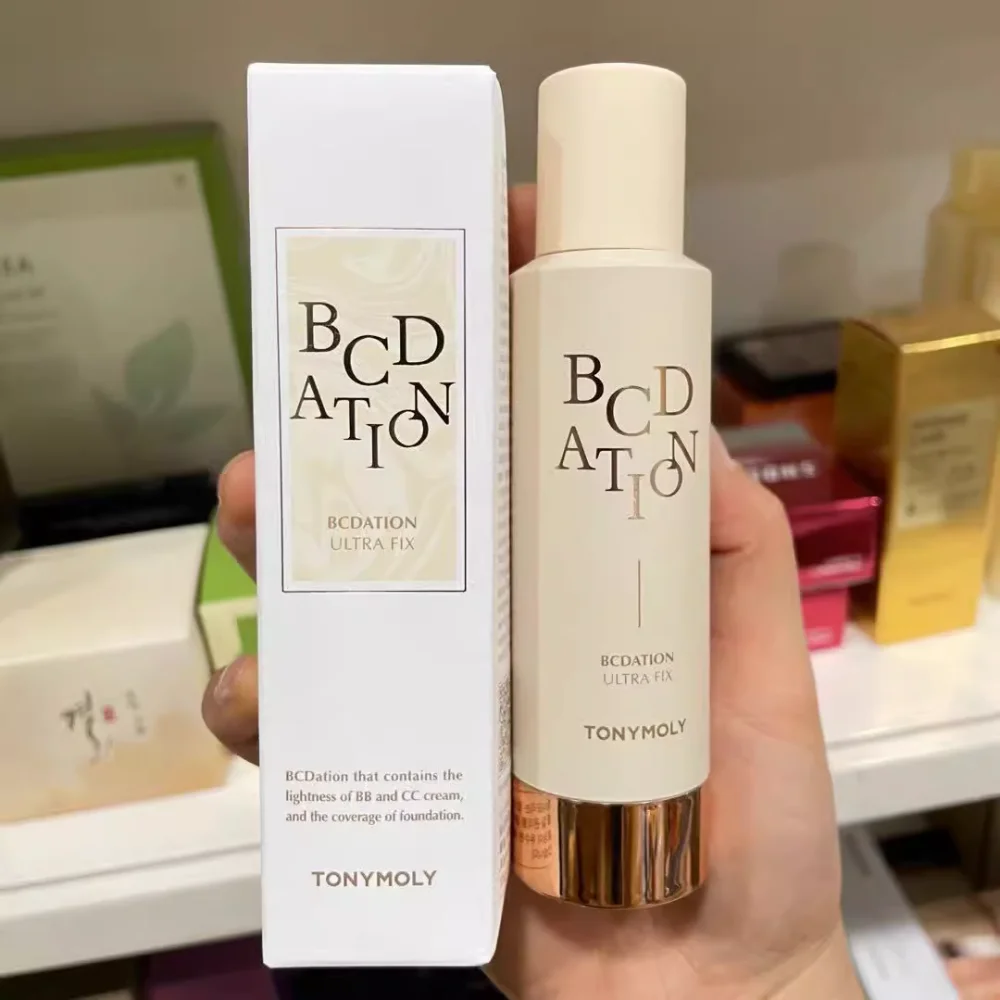 BCD
ATION
BCDATION
ULTRA FIX
BCDation that contains the
lightness of BB and CC cream,
and the coverage of foundation.
TONYMOLY
BCD
ATION
BCDATION
ULTRA FIX
TONYMOLY
결